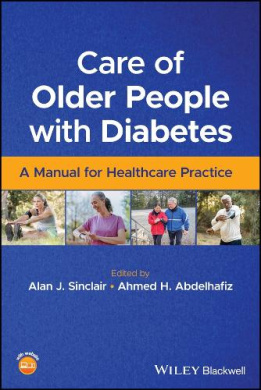 Care of
Older People
with Diabetes
A Manual for Healthcare Practice
Edited by
Alan J. Sinclair • Ahmed H. Abdelhafiz
WILEY Blackwell